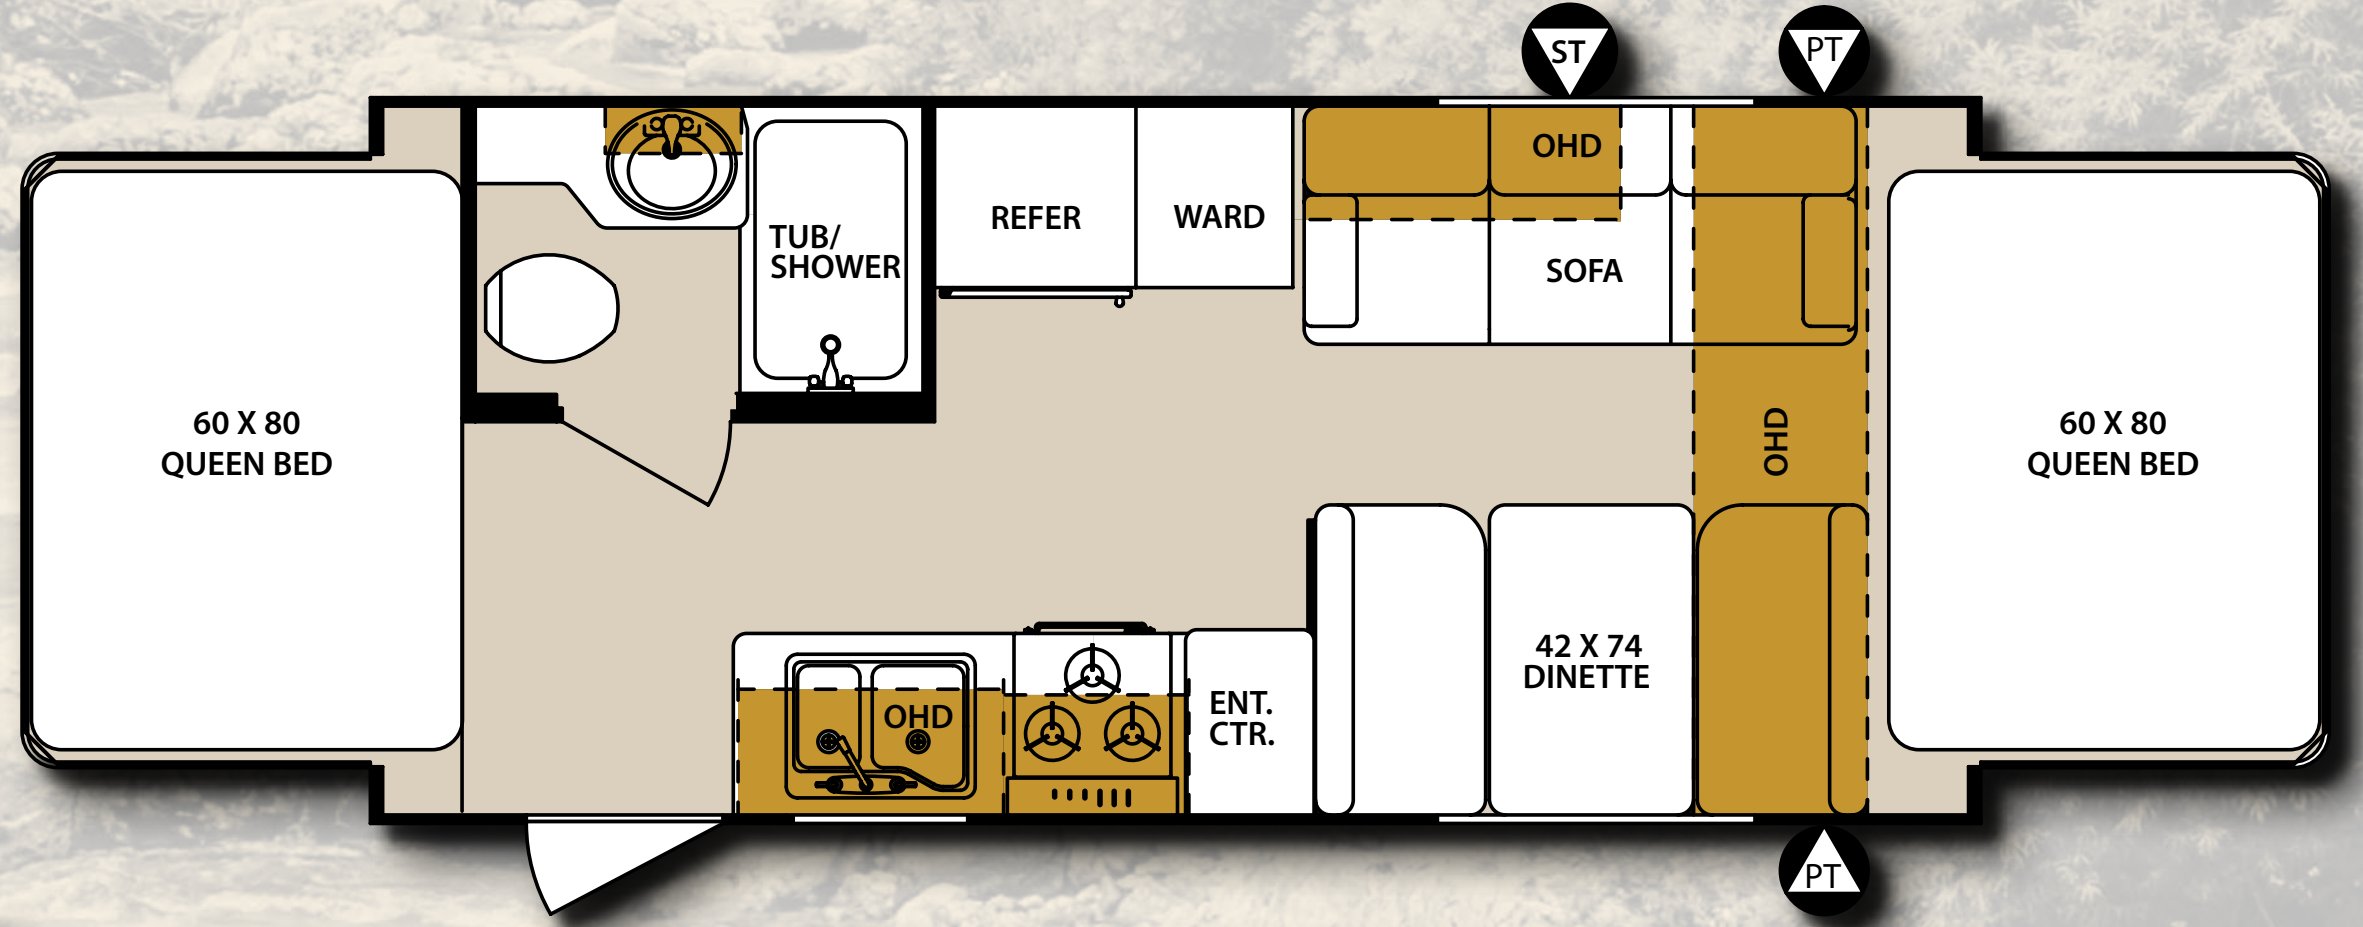 ST
PT
OHD
TUB/
SHOWER
REFER
WARD
SOFA
60 X 80
QUEEN BED
OHD
60 X 80
QUEEN BED
42 X 74
DINETTE
OHD
ENT.
CTR.
PT